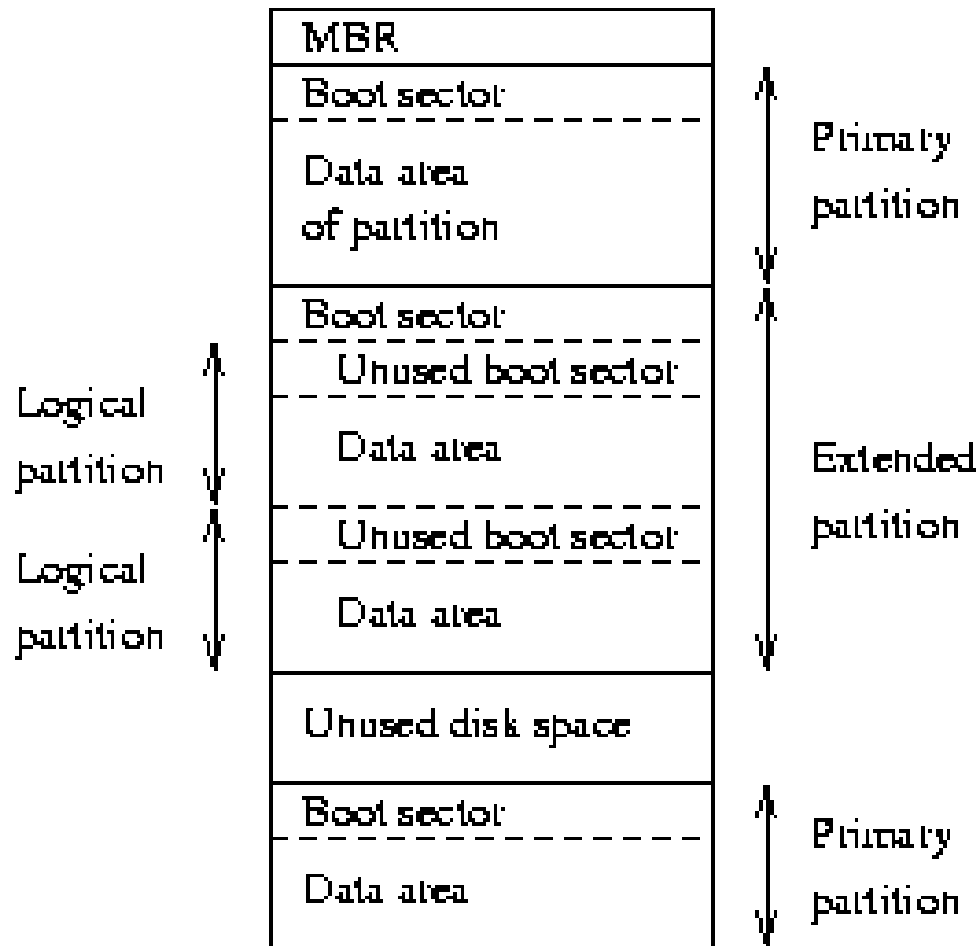 MBR
Boot sector
Data area
of partition
Primary
partition
Boot sector
Unused boot sector
Data area
Logical
partition
Unused boot sector
Data area
Logical
partition
Extended
partition
Unused disk space
Boot sector
Data area
Primary
partition